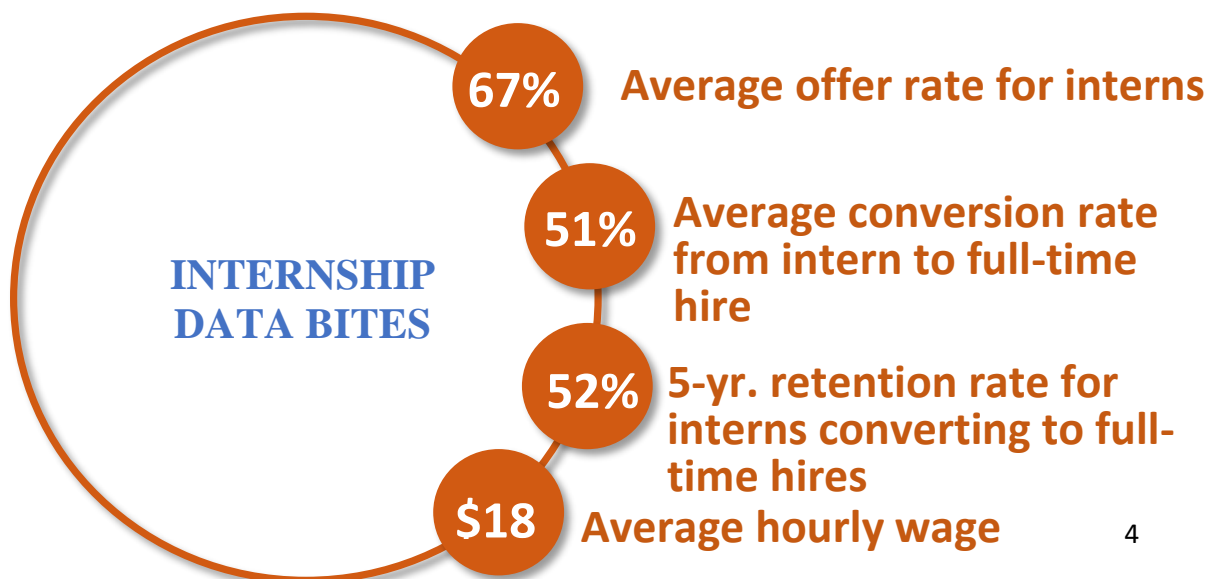 67%
Average offer rate for interns
51%
Average conversion rate
from intern to full-time
hire
INTERNSHIP
DATA BITES
52%
5-yr. retention rate for
interns converting to full-
time hires
$18
Average hourly wage
4